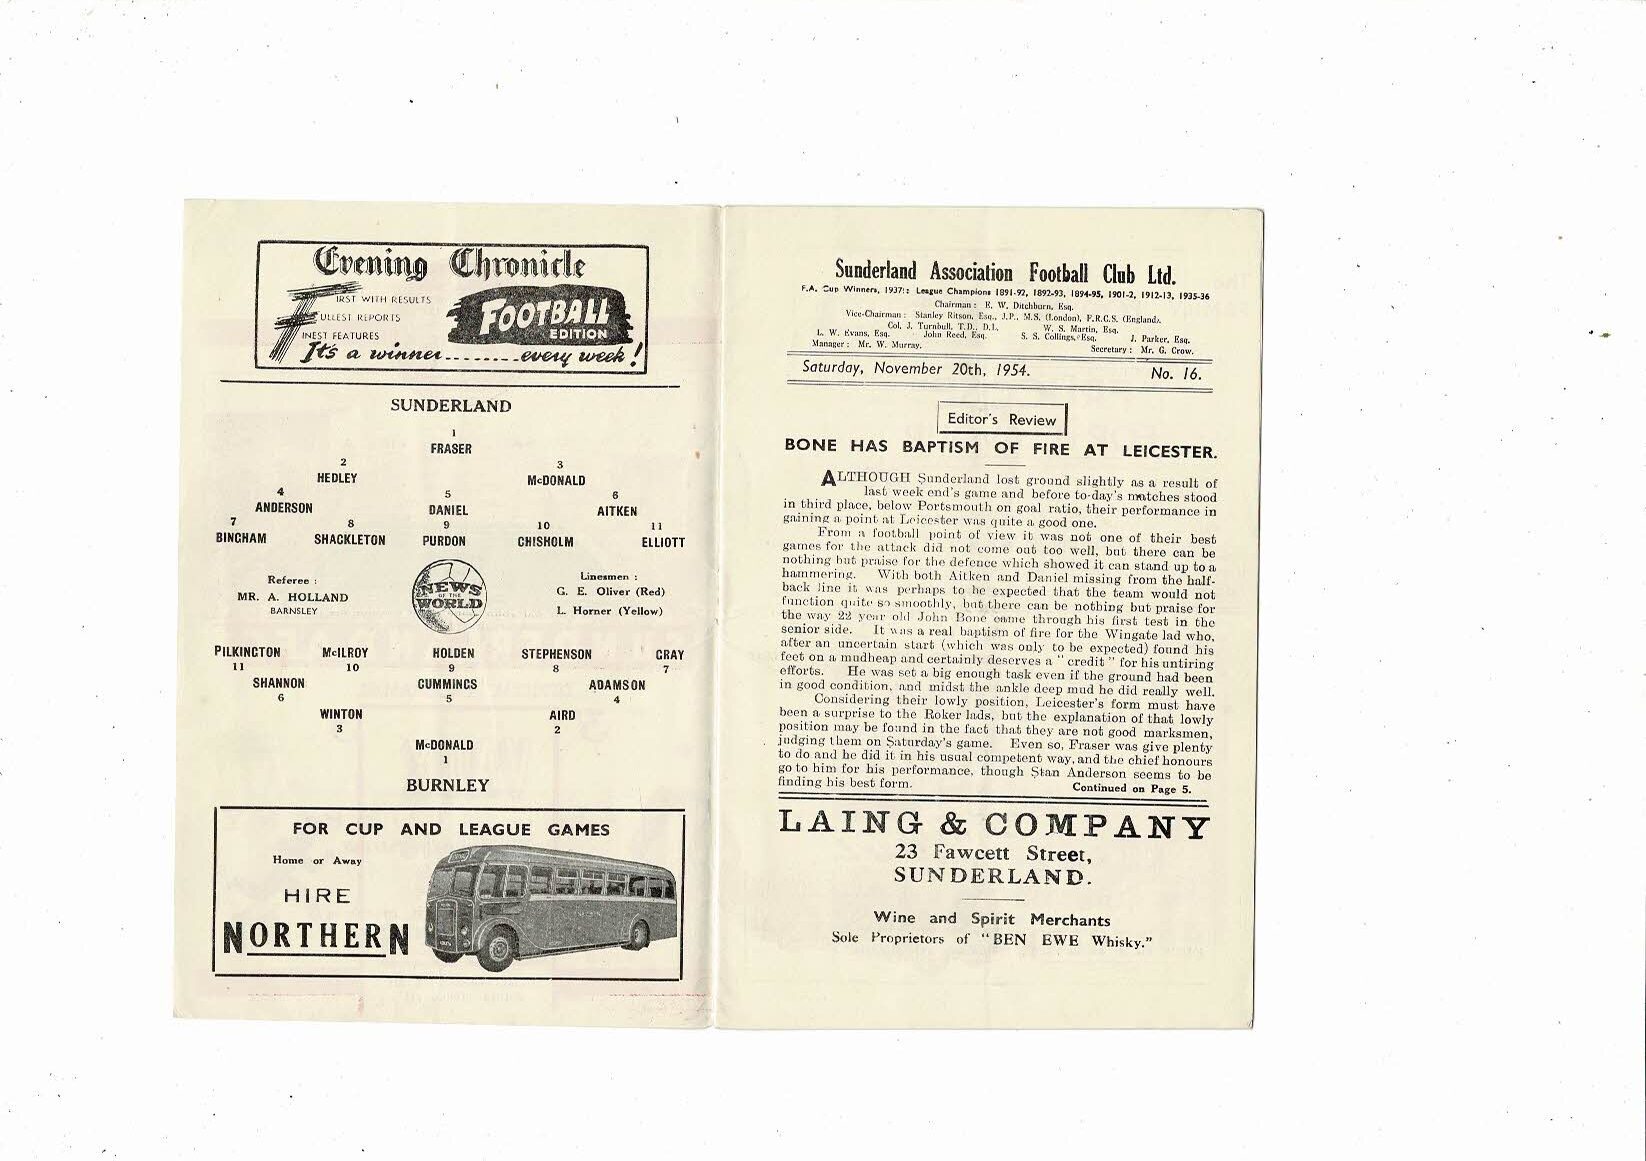 Evening Chronicle
FIRST WITH RESULTS
FULLEST REPORTS
FINEST FEATURES
FOOTBALL
EDITION
It's a winner........every week!
SUNDERLAND
1
FRASER
2 3
HEDLEY McDONALD
4 5 6
ANDERSON DANIEL AITKEN
7 8 9 10 11
BINGHAM SHACKLETON PURDON CHISHOLM ELLIOTT
Referee :
MR. A. HOLLAND
BARNSLEY
NEWS
OF THE
WORLD
Linesmen :
G. E. Oliver (Red)
L. Horner (Yellow)
PILKINGTON McILROY HOLDEN STEPHENSON GRAY
11 10 9 8 7
SHANNON CUMMINGS ADAMSON
6 5 4
WINTON AIRD
3 2
McDONALD
1
BURNLEY
FOR CUP AND LEAGUE GAMES
Home or Away
HIRE
NORTHERN
Sunderland Association Football Club Ltd.
F.A. Cup Winners, 1937:: League Champions 1891-92, 1892-93, 1894-95, 1901-2, 1912-13, 1935-36
Chairman : E. W. Ditchburn, Esq.
Vice-Chairman : Stanley Ritson, Esq., J.P., M.S. (London), F.R.C.S. (England).
Col. J. Turnbull, T.D., D.L. W. S. Martin, Esq.
L. W. Evans, Esq. John Reed, Esq. S. S. Collings, Esq. J. Parker, Esq.
Manager : Mr. W. Murray. Secretary : Mr. G. Crow.
Saturday, November 20th, 1954. No. 16.
Editor's Review
BONE HAS BAPTISM OF FIRE AT LEICESTER.
ALTHOUGH Sunderland lost ground slightly as a result of
last week end's game and before to-day's matches stood
in third place, below Portsmouth on goal ratio, their performance in
gaining a point at Leicester was quite a good one.
From a football point of view it was not one of their best
games for the attack did not come out too well, but there can be
nothing but praise for the defence which showed it can stand up to a
hammering. With both Aitken and Daniel missing from the half-
back line it was perhaps to be expected that the team would not
function quite so smoothly, but there can be nothing but praise for
the way 22 year old John Bone came through his first test in the
senior side. It was a real baptism of fire for the Wingate lad who,
after an uncertain start (which was only to be expected) found his
feet on a mudheap and certainly deserves a " credit " for his untiring
efforts. He was set a big enough task even if the ground had been
in good condition, and midst the ankle deep mud he did really well.
Considering their lowly position, Leicester's form must have
been a surprise to the Roker lads, but the explanation of that lowly
position may be found in the fact that they are not good marksmen,
judging them on Saturday's game. Even so, Fraser was give plenty
to do and he did it in his usual competent way, and the chief honours
go to him for his performance, though Stan Anderson seems to be
finding his best form. Continued on Page 5.
LAING & COMPANY
23 Fawcett Street,
SUNDERLAND.
Wine and Spirit Merchants
Sole Proprietors of "BEN EWE Whisky."